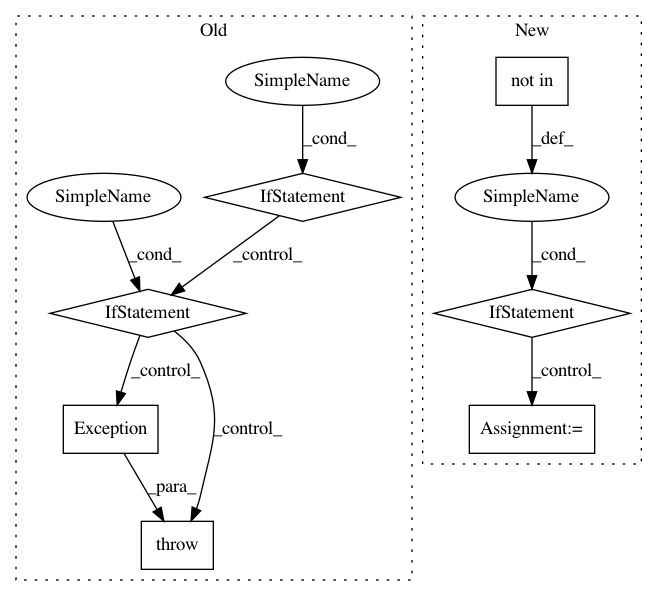 Old
New
SimpleName
not in
_cond_
_def_
SimpleName
IfStatement
SimpleName
_cond_
_control_
_cond_
IfStatement
IfStatement
_control_
_control_
_control_
Exception
Assignment:=
_para_
throw